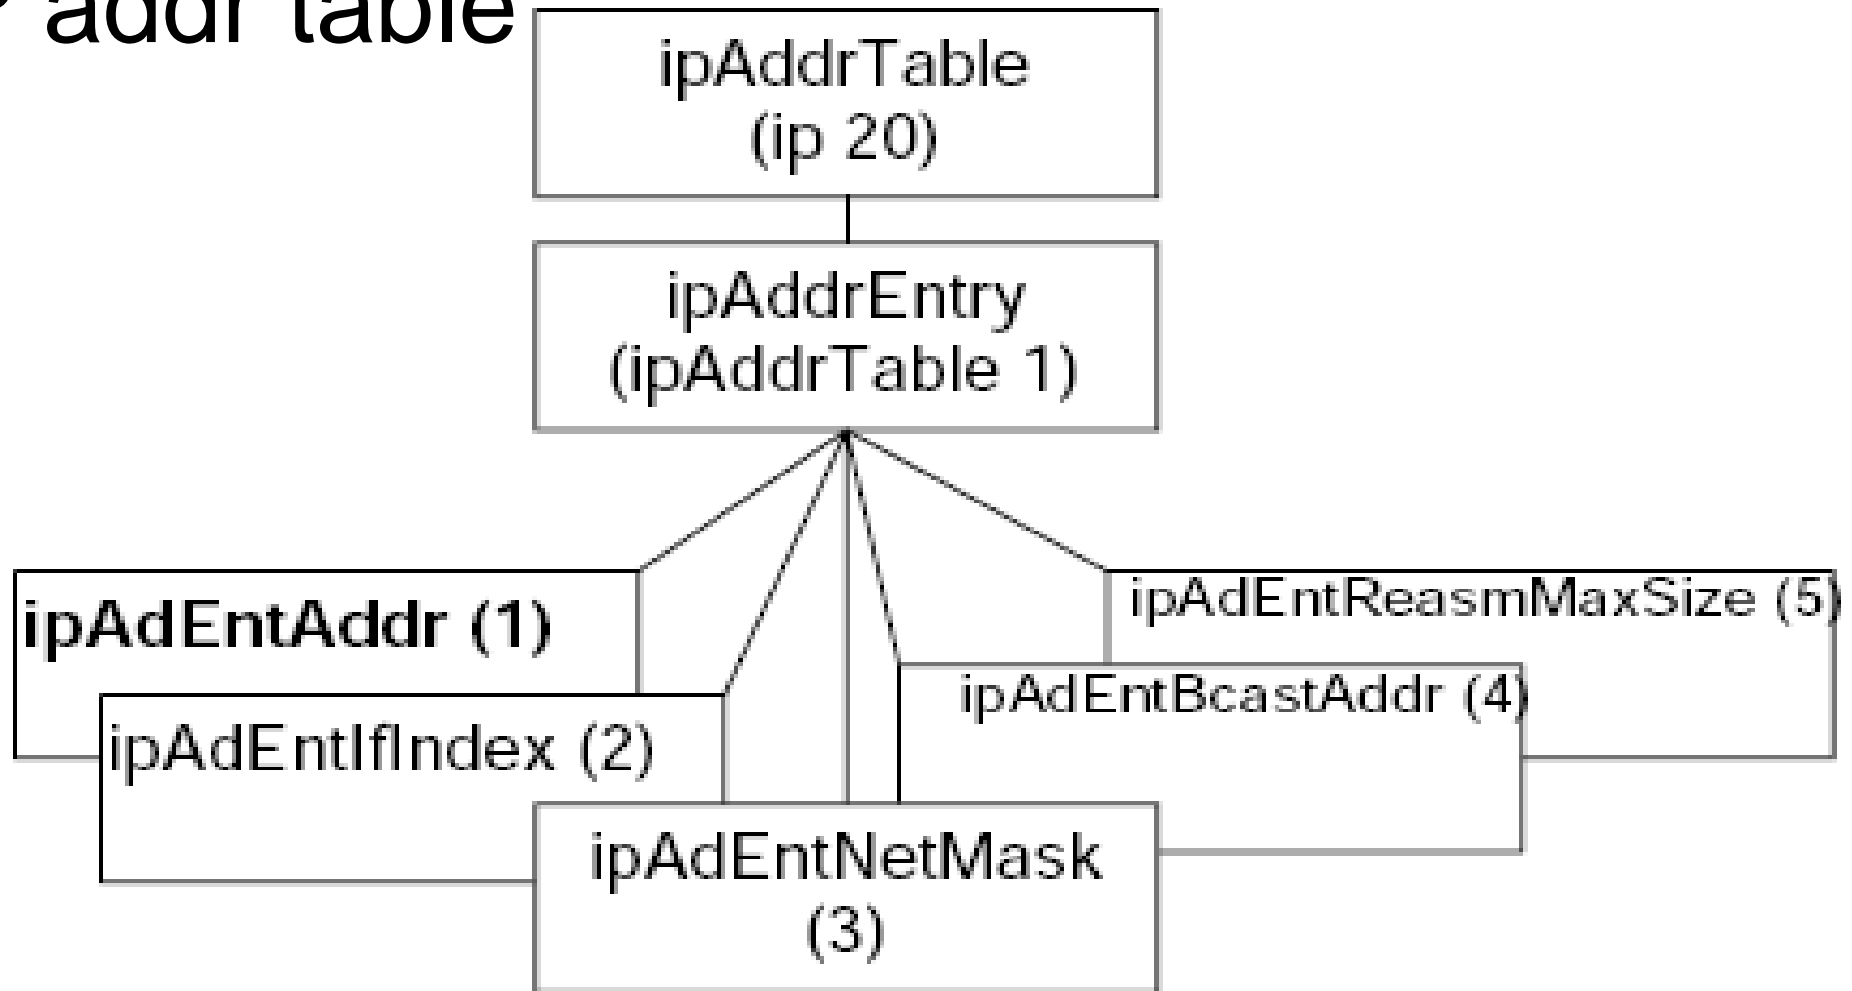 addr table
ipAddrTable
(ip 20)
ipAddrEntry
(ipAddrTable 1)
ipAdEntAddr (1)
ipAdEntIfIndex (2)
ipAdEntNetMask
(3)
ipAdEntBcastAddr (4)
ipAdEntReasmMaxSize (5)